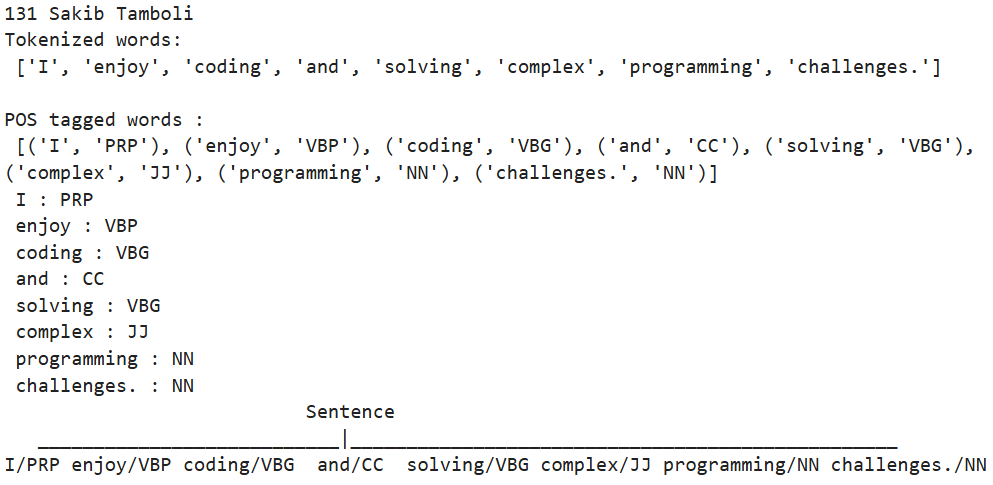 131 Sakib Tamboli
Tokenized words:
['I', 'enjoy', 'coding', 'and', 'solving', 'complex', 'programming', 'challenges.']
POS tagged words :
[('I', 'PRP'), ('enjoy', 'VBP'), ('coding', 'VBG'), ('and', 'CC'), ('solving', 'VBG'),
('complex', 'JJ'), ('programming', 'NN'), ('challenges.', 'NN')]
I : PRP
enjoy : VBP
coding : VBG
and : CC
solving : VBG
complex : JJ
programming : NN
challenges. : NN
Sentence
___________________________|_________________________________________________
I/PRP enjoy/VBP coding/VBG and/CC solving/VBG complex/JJ programming/NN challenges./NN